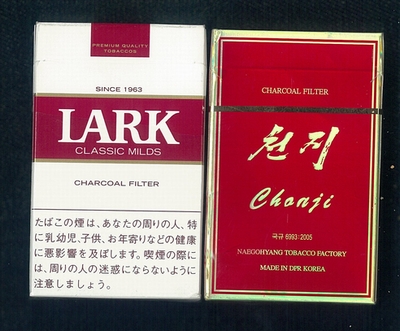 PREMIUM QUALITY
TOBACCOS
SINCE 1963
LARK
CLASSIC MILDS
CHARCOAL FILTER
たばこの煙は、あなたの周りの人、特
に乳幼児、子供、お年寄りなどの健康
に悪影響を及ぼします。喫煙の際に
は、周りの人の迷惑にならないように
注意しましょう。
CHARCOAL FILTER
천지
Chonji
국규 6993:2005
NAEGOHYANG TOBACCO FACTORY
MADE IN DPR KOREA